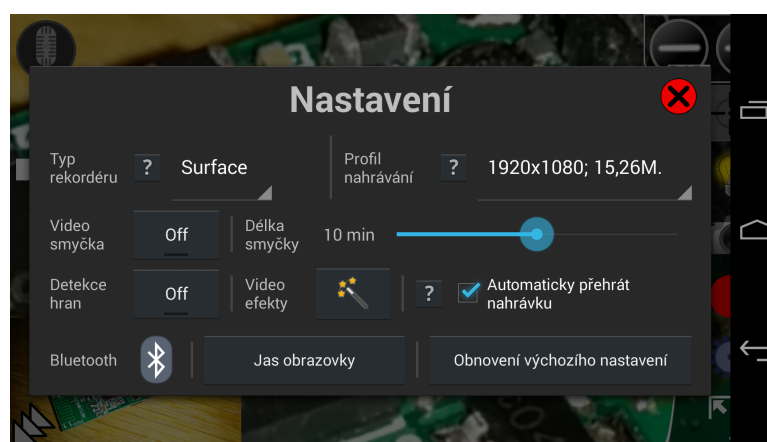 Nastavení
Typ
rekordéru
?
Surface
Profil
nahrávání
?
1920x1080; 15,26M.
Video
smyčka
Off
Délka
smyčky
10 min
Detekce
hran
Off
Video
efekty
?
Automaticky přehrát
nahrávku
Bluetooth
Jas obrazovky
Obnovení výchozího nastavení